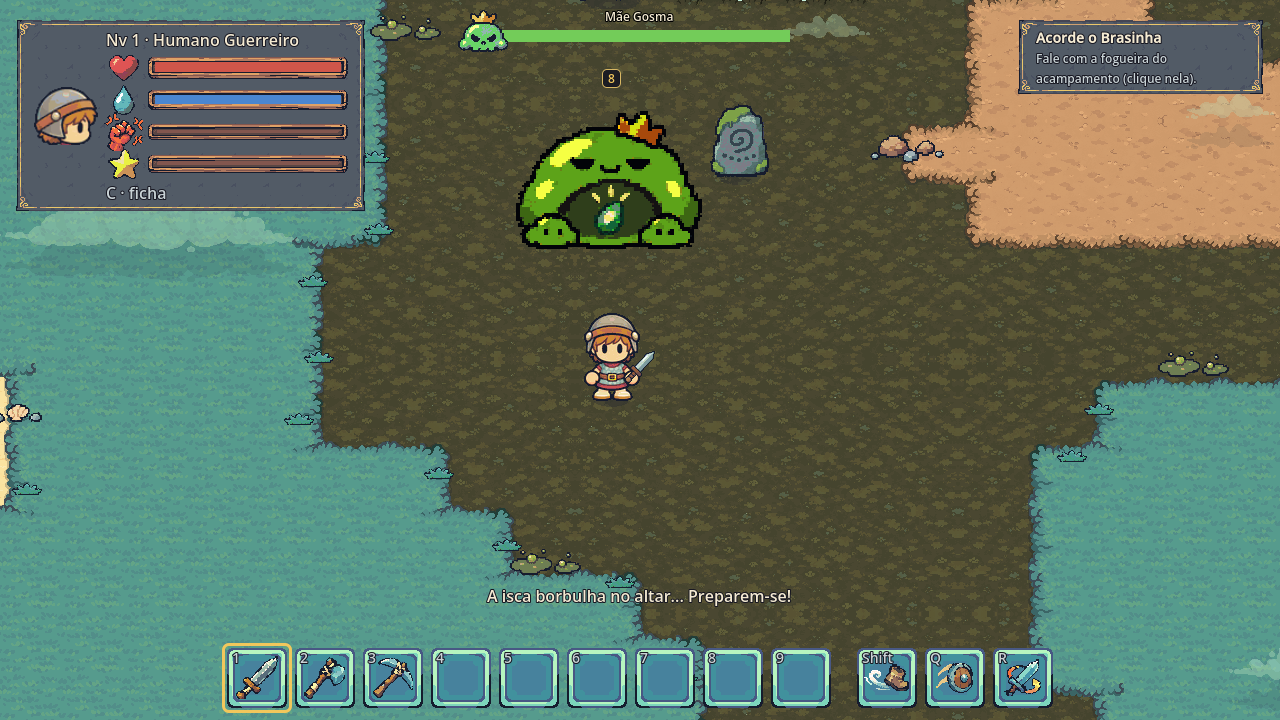 Mãe Gosma
Nv 1 · Humano Guerreiro
C · ficha
8
Acorde o Brasinha
Fale com a fogueira do
acampamento (clique nela).
A isca borbulha no altar... Preparem-se!
1 2 3 4 5 6 7 8 9 Shift Q R